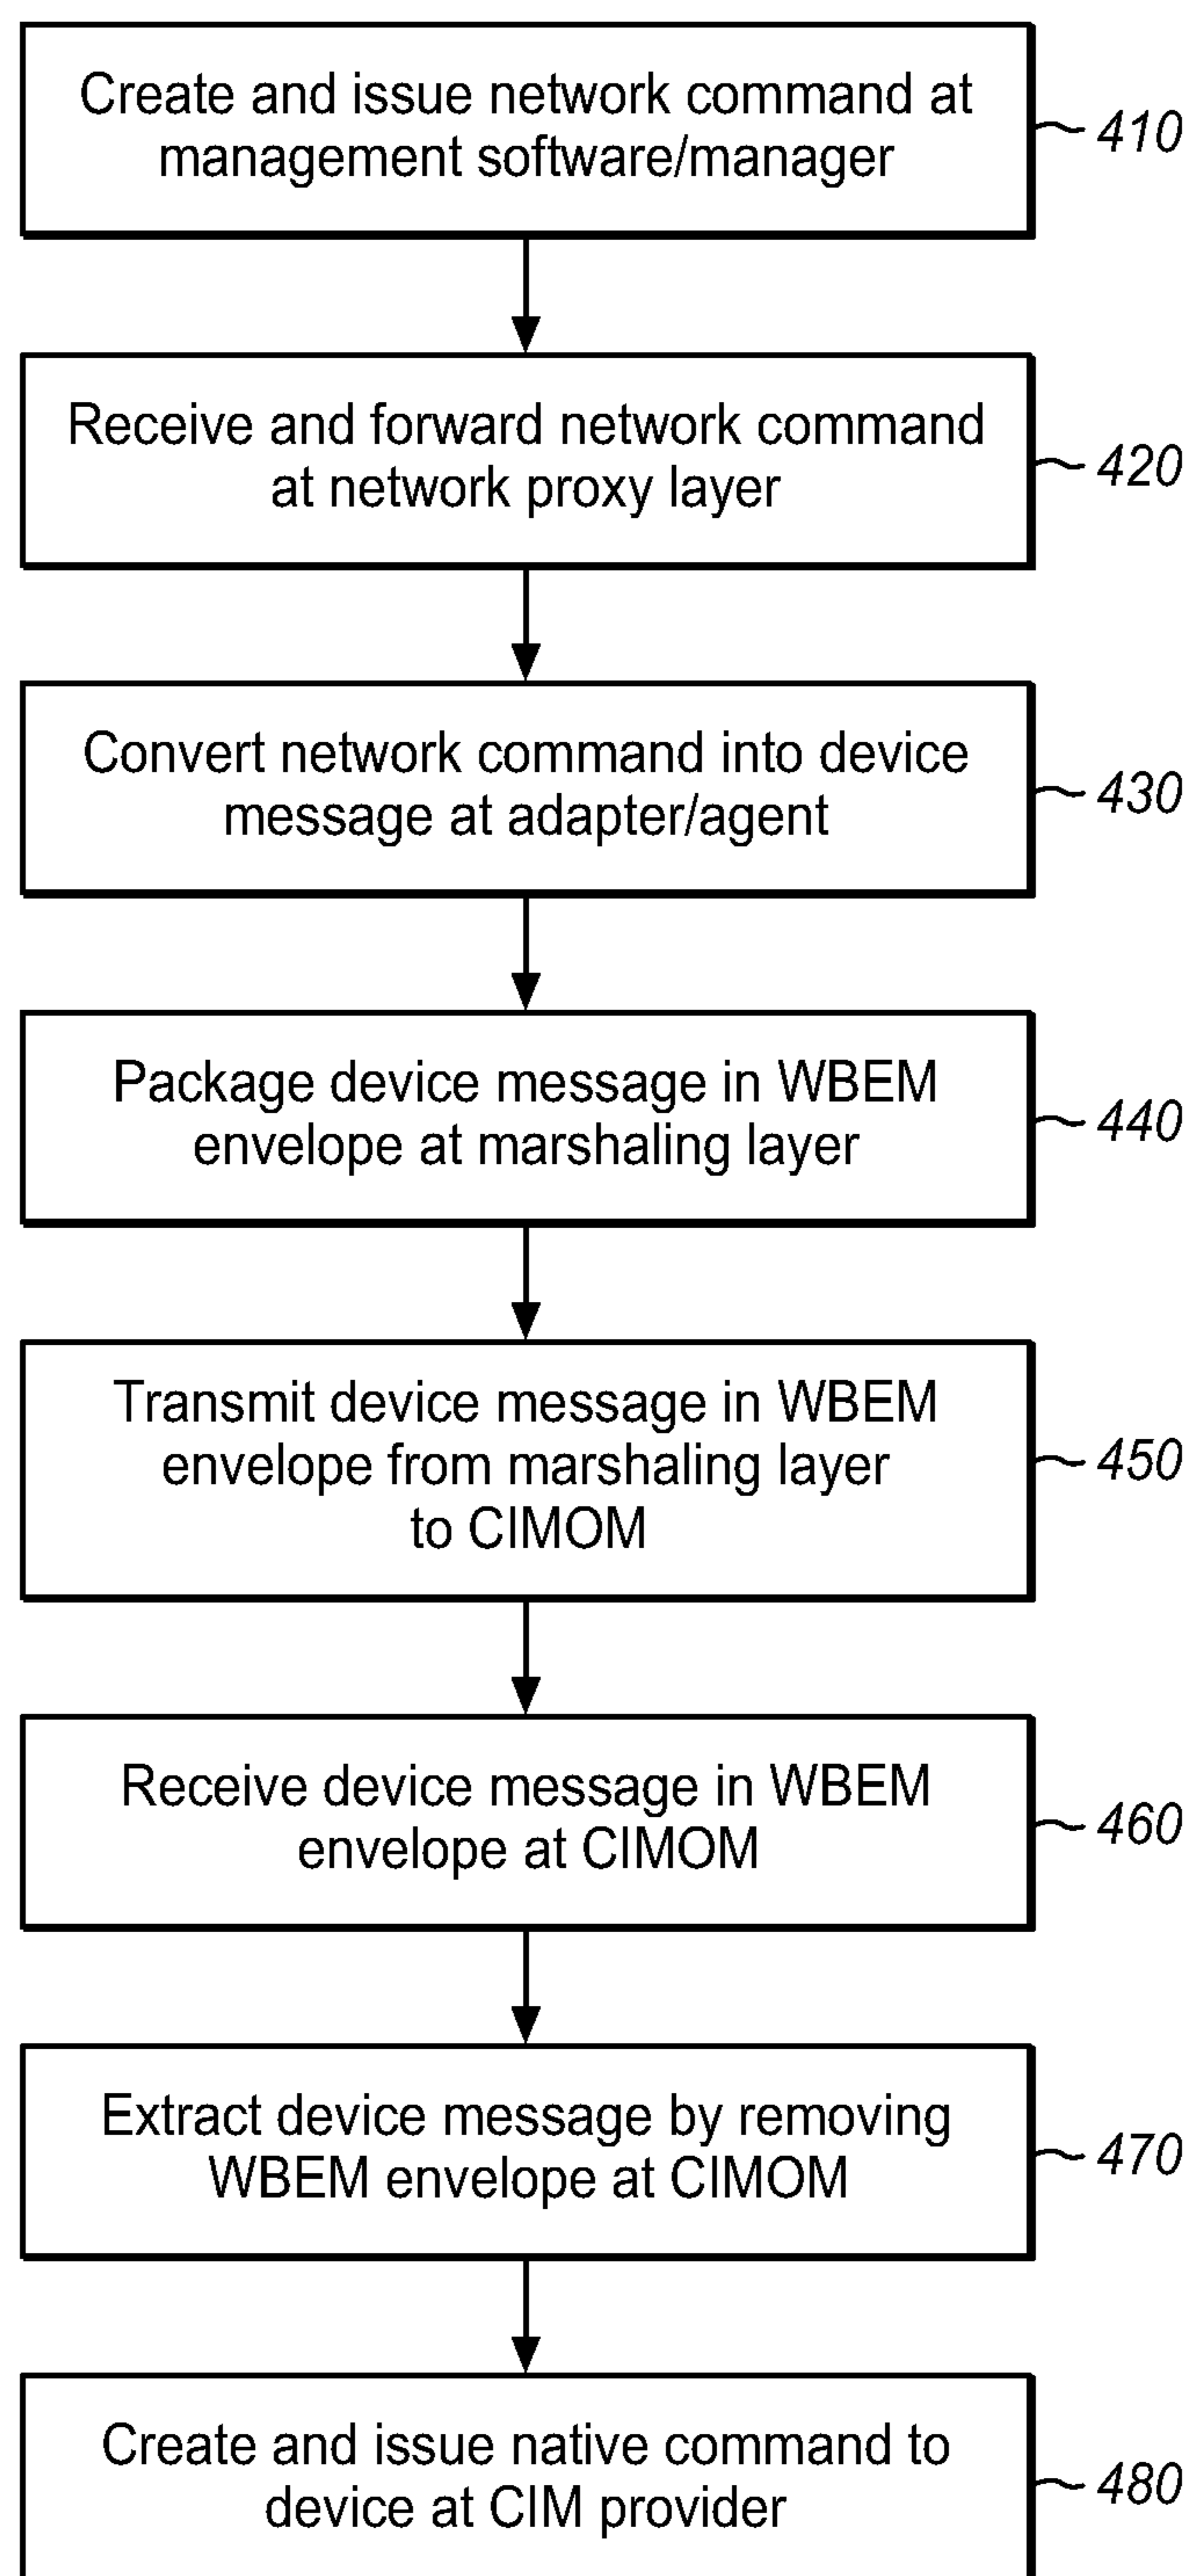 Create and issue network command at
management software/manager
410
Receive and forward network command
at network proxy layer
420
Convert network command into device
message at adapter/agent
430
Package device message in WBEM
envelope at marshaling layer
440
Transmit device message in WBEM
envelope from marshaling layer
to CIMOM
450
Receive device message in WBEM
envelope at CIMOM
460
Extract device message by removing
WBEM envelope at CIMOM
470
Create and issue native command to
device at CIM provider
480